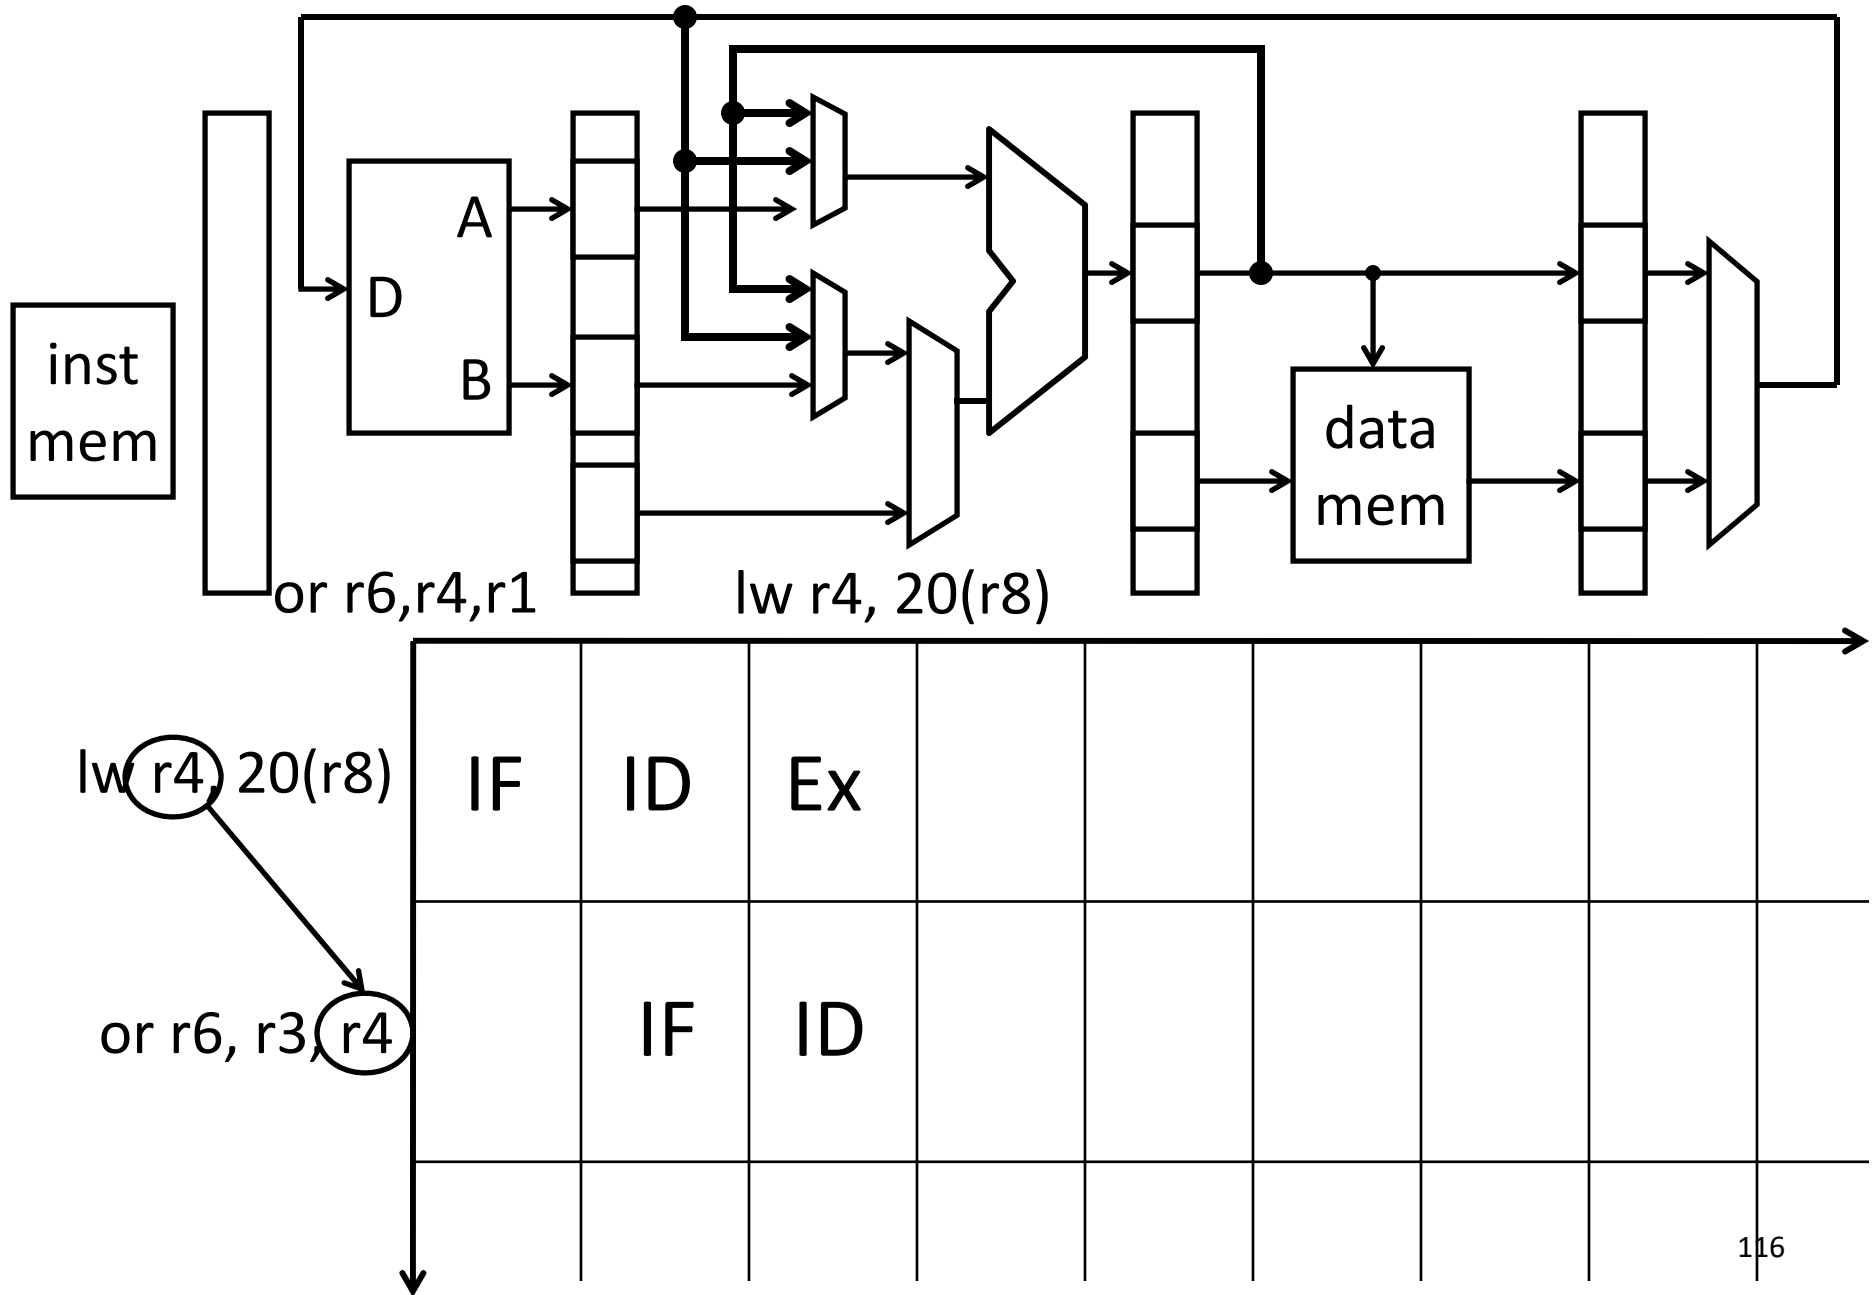 A
D
B
inst
mem
data
mem
or r6,r4,r1
lw r4, 20(r8)
lw r4, 20(r8)
IF
ID
Ex
or r6, r3, r4
IF
ID
116